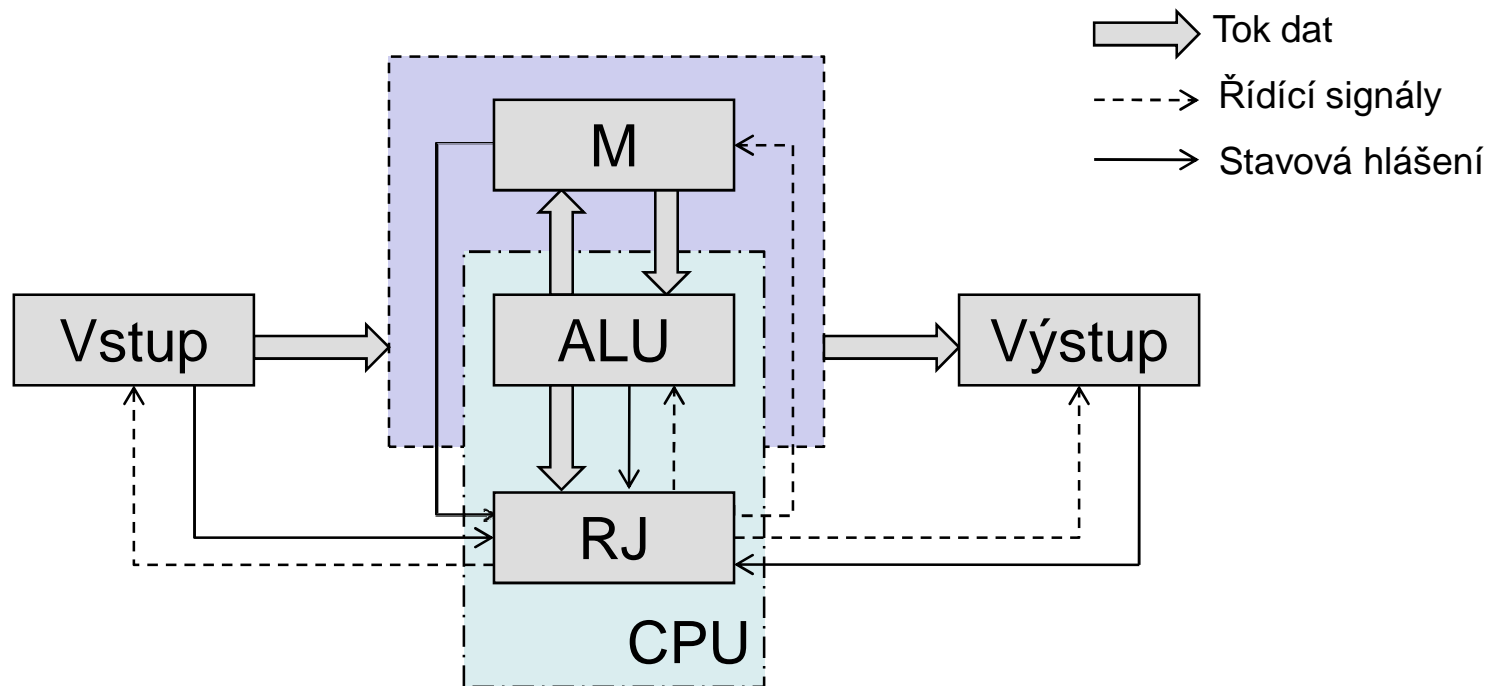 Tok dat
Řídící signály
Stavová hlášení
M
Vstup
ALU
Výstup
RJ
CPU